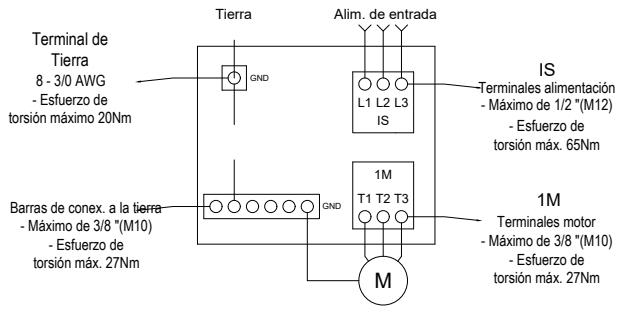 Tierra
Alim. de entrada
Terminal de
Tierra
8 - 3/0 AWG
- Esfuerzo de
torsión máximo 20Nm
GND
L1 L2 L3
IS
IS
Terminales alimentación
- Máximo de 1/2 "(M12)
- Esfuerzo de
torsión máx. 65Nm
Barras de conex. a la tierra
- Máximo de 3/8 "(M10)
- Esfuerzo de
torsión máx. 27Nm
GND
1M
T1 T2 T3
M
1M
Terminales motor
- Máximo de 3/8 "(M10)
- Esfuerzo de
torsión máx. 27Nm